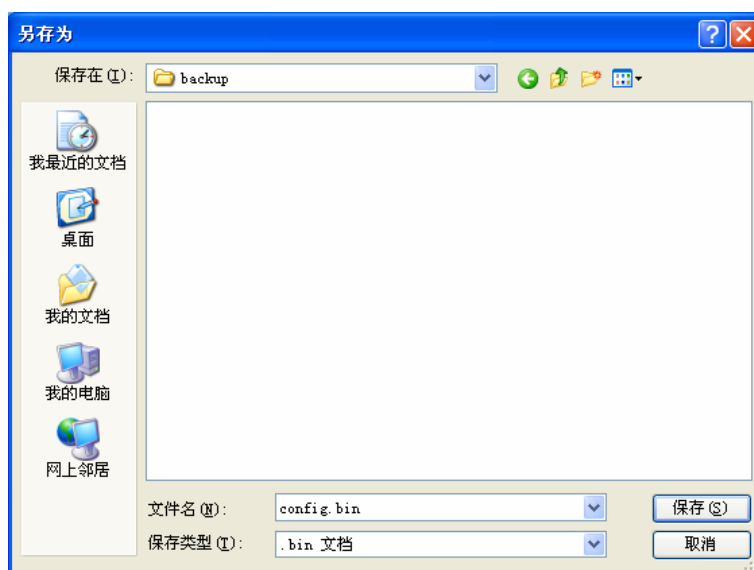 另存为
保存在(I):
backup
我最近的文档
桌面
我的文档
我的电脑
网上邻居
文件名(N):
config.bin
保存(S)
保存类型(T):
.bin 文档
取消